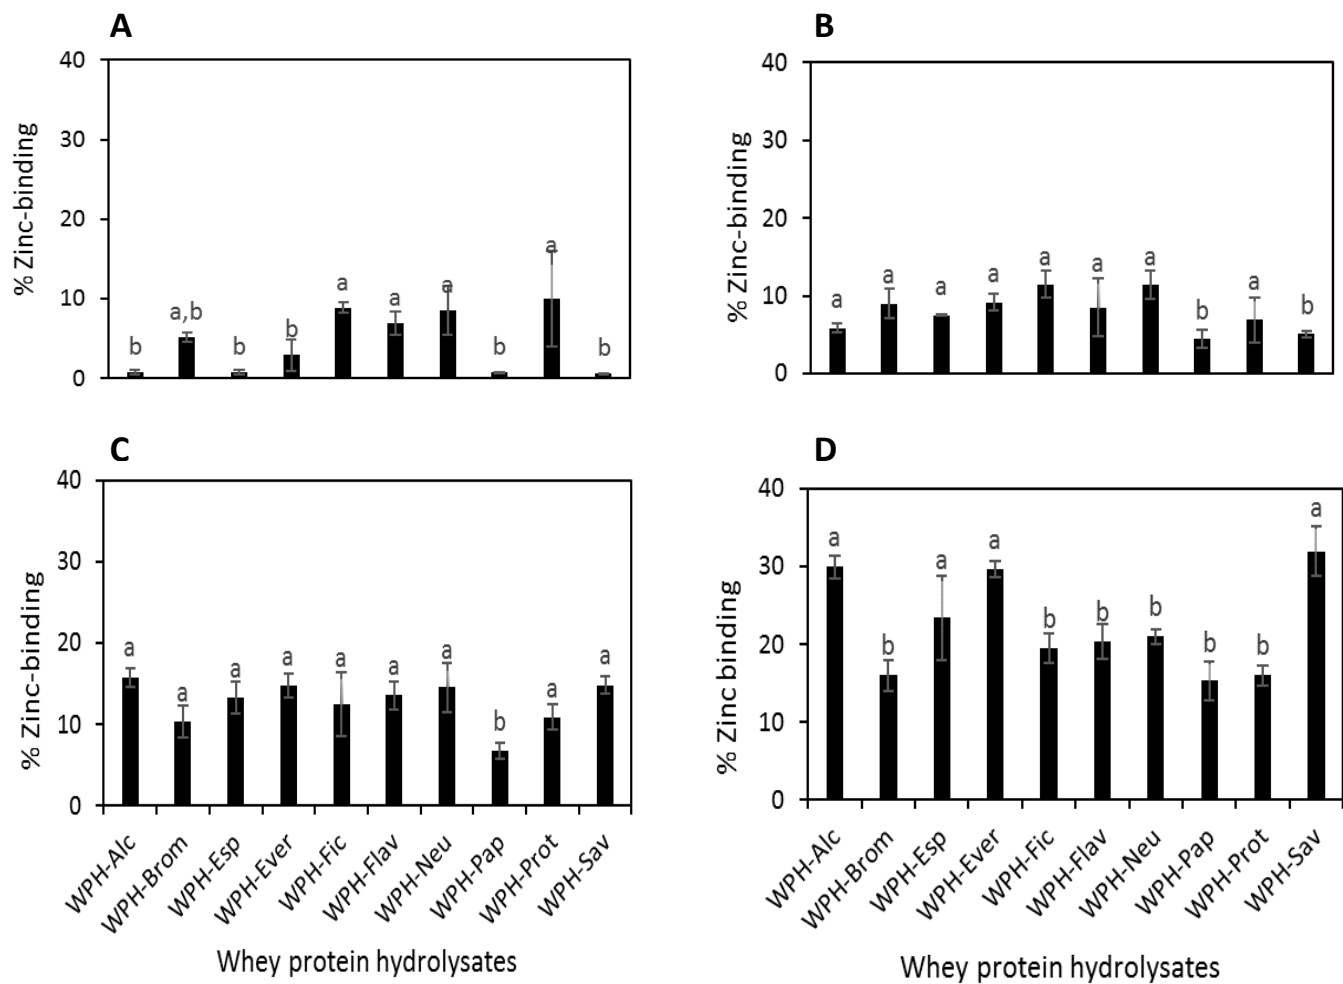 A
% Zinc-binding
40
30
20
10
0
b
a,b
b
b
a
a
a
b
a
b
B
% Zinc-binding
40
30
20
10
0
a
a
a
a
a
a
a
b
a
b
C
% Zinc-binding
40
30
20
10
0
a
a
a
a
a
a
a
b
a
a
WPH-Alc
WPH-Brom
WPH-Esp
WPH-Ever
WPH-Fic
WPH-Flav
WPH-Neu
WPH-Pap
WPH-Prot
WPH-Sav
Whey protein hydrolysates
D
% Zinc binding
40
30
20
10
0
a
b
a
a
b
b
b
b
b
a
WPH-Alc
WPH-Brom
WPH-Esp
WPH-Ever
WPH-Fic
WPH-Flav
WPH-Neu
WPH-Pap
WPH-Prot
WPH-Sav
Whey protein hydrolysates